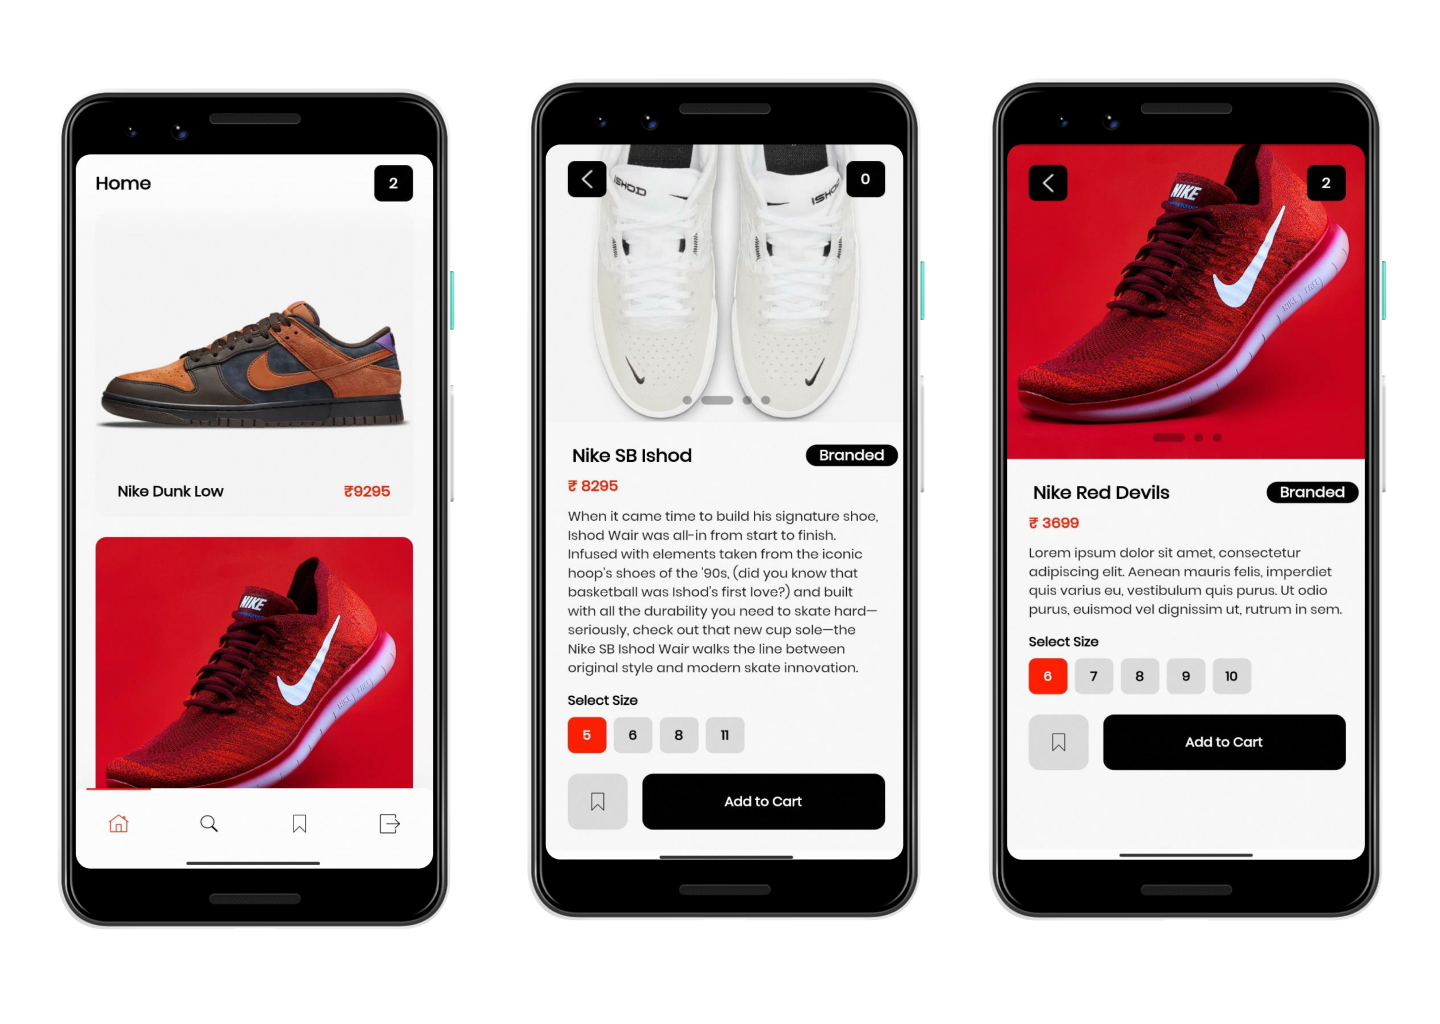 Home
2
Nike Dunk Low
₹9295
NIKE
ISHOD
ISHOD
0
Nike SB Ishod
Branded
₹ 8295
When it came time to build his signature shoe,
Ishod Wair was all-in from start to finish.
Infused with elements taken from the iconic
hoop's shoes of the '90s, (did you know that
basketball was Ishod's first love?) and built
with all the durability you need to skate hard—
seriously, check out that new cup sole—the
Nike SB Ishod Wair walks the line between
original style and modern skate innovation.
Select Size
5
6
8
11
Add to Cart
NIKE
2
NIKE FREE
Nike Red Devils
Branded
₹ 3699
Lorem ipsum dolor sit amet, consectetur
adipiscing elit. Aenean mauris felis, imperdiet
quis varius eu, vestibulum quis purus. Ut odio
purus, euismod vel dignissim ut, rutrum in sem.
Select Size
6
7
8
9
10
Add to Cart